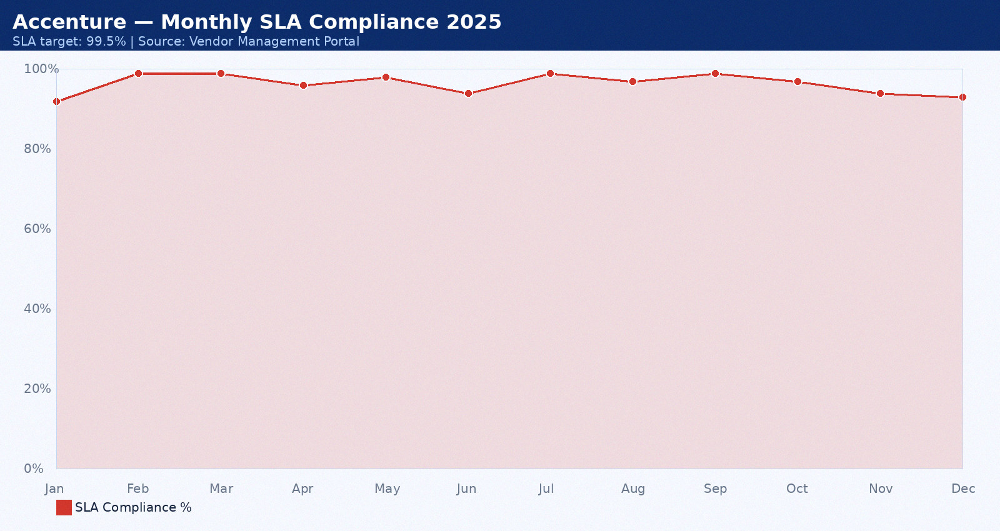 Accenture — Monthly SLA Compliance 2025
SLA target: 99.5% | Source: Vendor Management Portal
100%
80%
60%
40%
20%
0%
Jan Feb Mar Apr May Jun Jul Aug Sep Oct Nov Dec
SLA Compliance %